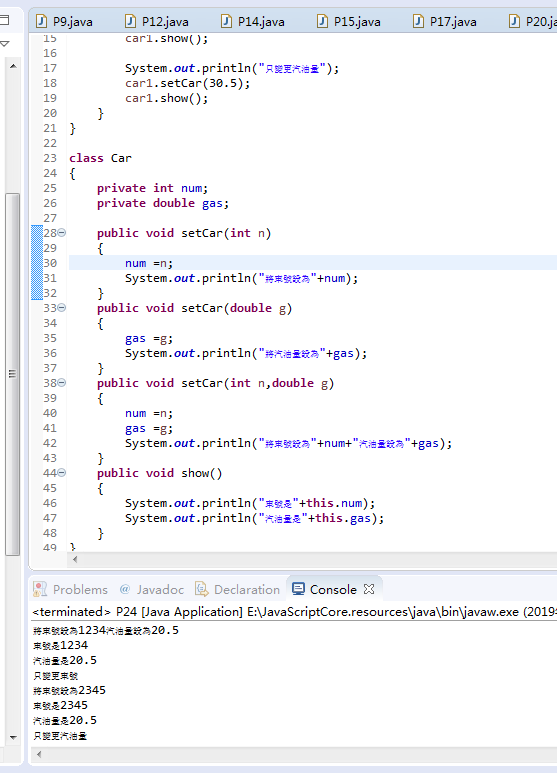 P9.java P12.java P14.java P15.java P17.java P20.ja
15 car1.show();
16
17 System.out.println("只變更汽油量");
18 car1.setCar(30.5);
19 car1.show();
20 }
21 }
22
23 class Car
24 {
25 private int num;
26 private double gas;
27
28 public void setCar(int n)
29 {
30 num =n;
31 System.out.println("將車號設為"+num);
32 }
33 public void setCar(double g)
34 {
35 gas =g;
36 System.out.println("將汽油量設為"+gas);
37 }
38 public void setCar(int n,double g)
39 {
40 num =n;
41 gas =g;
42 System.out.println("將車號設為"+num+"汽油量設為"+gas);
43 }
44 public void show()
45 {
46 System.out.println("車號是"+this.num);
47 System.out.println("汽油量是"+this.gas);
48 }
49 }
Problems @ Javadoc Declaration Console
<terminated> P24 [Java Application] E:\JavaScriptCore.resources\java\bin\javaw.exe (2019
將車號設為1234汽油量設為20.5
車號是1234
汽油量是20.5
只變更車號
將車號設為2345
車號是2345
汽油量是20.5
只變更汽油量